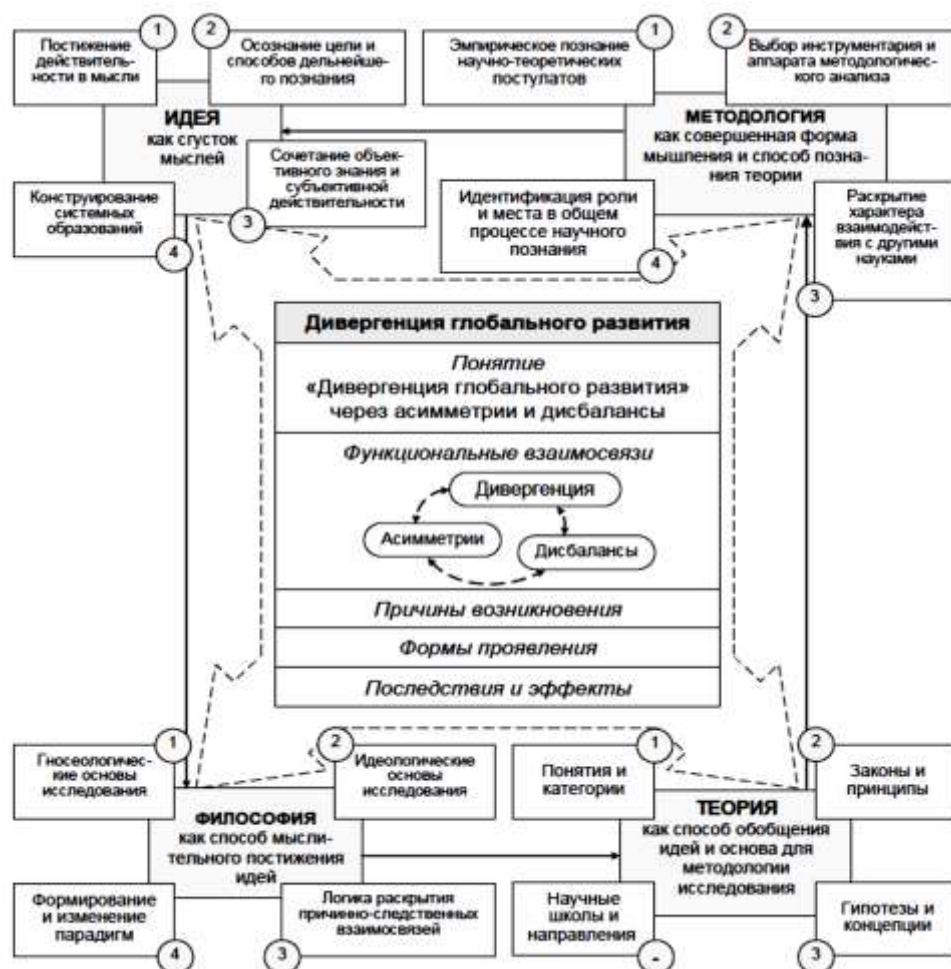 1
Постижение
действитель-
ности в мысли
2
Осознание цели и
способов дальнейше-
го познания
ИДЕЯ
как сгусток
мыслей
Сочетание объек-
тивного знания и
субъективной
действительности
3
Конструирование
системных
образований
4
1
Эмпирическое познание
научно-теоретических
постулатов
2
Выбор инструментария и
аппарата методологичес-
кого анализа
МЕТОДОЛОГИЯ
как совершенная форма
мышления и способ позна-
ния теории
Идентификация роли
и места в общем
процессе научного
познания
4
Раскрытие
характера
взаимодейст-
вия с другими
науками
3
Дивергенция глобального развития
Понятие
«Дивергенция глобального развития»
через асимметрии и дисбалансы
Функциональные взаимосвязи
Дивергенция
Асимметрии
Дисбалансы
Причины возникновения
Формы проявления
Последствия и эффекты
1
Гносеологичес-
кие основы
исследования
2
Идеологические
основы
исследования
ФИЛОСОФИЯ
как способ мысли-
тельного постижения
идей
Формирование
и изменение
парадигм
4
Логика раскрытия
причинно-следственных
взаимосвязей
3
1
Понятия и
категории
2
Законы и
принципы
ТЕОРИЯ
как способ обобщения
идей и основа для
методологии
исследования
Научные
школы и
направления
-
Гипотезы и
концепции
3